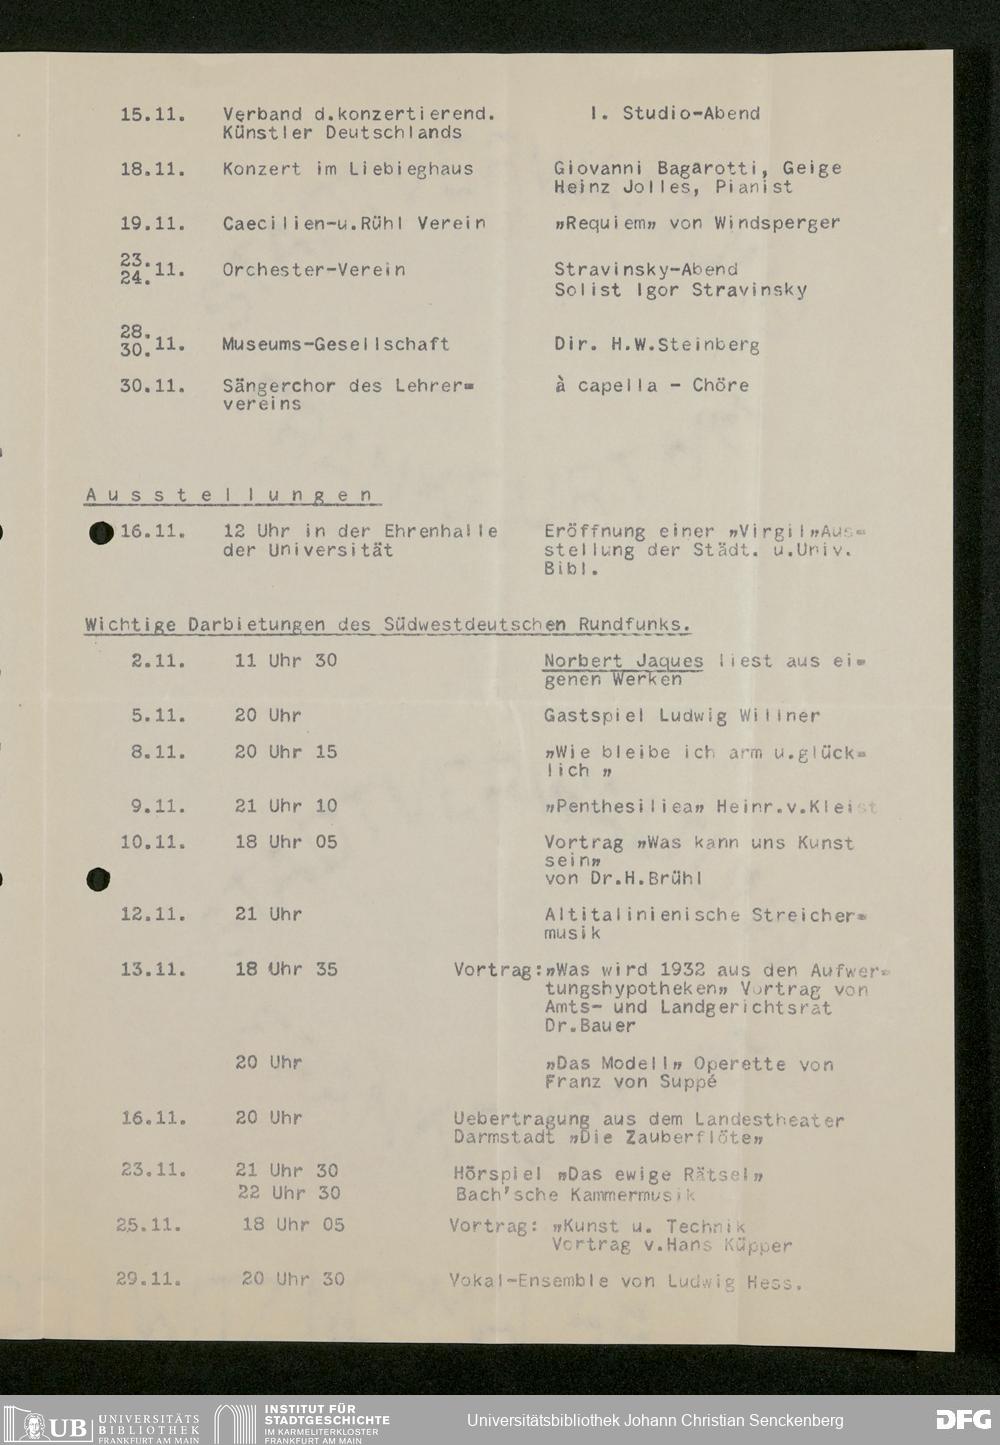 15.11. Verband d.konzertierend. I. Studio-Abend
Künstler Deutschlands
18.11. Konzert im Liebieghaus Giovanni Bagarotti, Geige
Heinz Jolles, Pianist
19.11. Caecilien-u.Rühl Verein „Requiem„ von Windsperger
23.
24.11. Orchester-Verein Stravinsky-Abend
Solist Igor Stravinsky
28.
30.11. Museums-Gesellschaft Dir. H.W.Steinberg
30.11. Sängerchor des Lehrer= à capella - Chöre
vereins
A u s s t e l l u n g e n
16.11. 12 Uhr in der Ehrenhalle Eröffnung einer „Virgil„Aus=
der Universität stellung der Städt. u.Univ.
Bibl.
Wichtige Darbietungen des Südwestdeutschen Rundfunks.
2.11. 11 Uhr 30 Norbert Jaques liest aus ei=
genen Werken
5.11. 20 Uhr Gastspiel Ludwig Willner
8.11. 20 Uhr 15 „Wie bleibe ich arm u.glück=
lich „
9.11. 21 Uhr 10 „Penthesiliea„ Heinr.v.Kleist
10.11. 18 Uhr 05 Vortrag „Was kann uns Kunst
sein„
von Dr.H.Brühl
12.11. 21 Uhr Altitalinienische Streicher=
musik
13.11. 18 Uhr 35 Vortrag:„Was wird 1932 aus den Aufwer=
tungshypotheken„ Vortrag von
Amts- und Landgerichtsrat
Dr.Bauer
20 Uhr „Das Modell„ Operette von
Franz von Suppé
16.11. 20 Uhr Uebertragung aus dem Landestheater
Darmstadt „Die Zauberflöte„
23.11. 21 Uhr 30 Hörspiel „Das ewige Rätsel„
22 Uhr 30 Bach'sche Kammermusik
25.11. 18 Uhr 05 Vortrag: „Kunst u. Technik
Vortrag v.Hans Küpper
29.11. 20 Uhr 30 Vokal-Ensemble von Ludwig Hess.
UB UNIVERSITÄTS
BIBLIOTHEK
FRANKFURT AM MAIN
INSTITUT FÜR
STADTGESCHICHTE
IM KARMELITERKLOSTER
FRANKFURT AM MAIN
Universitätsbibliothek Johann Christian Senckenberg
DFG